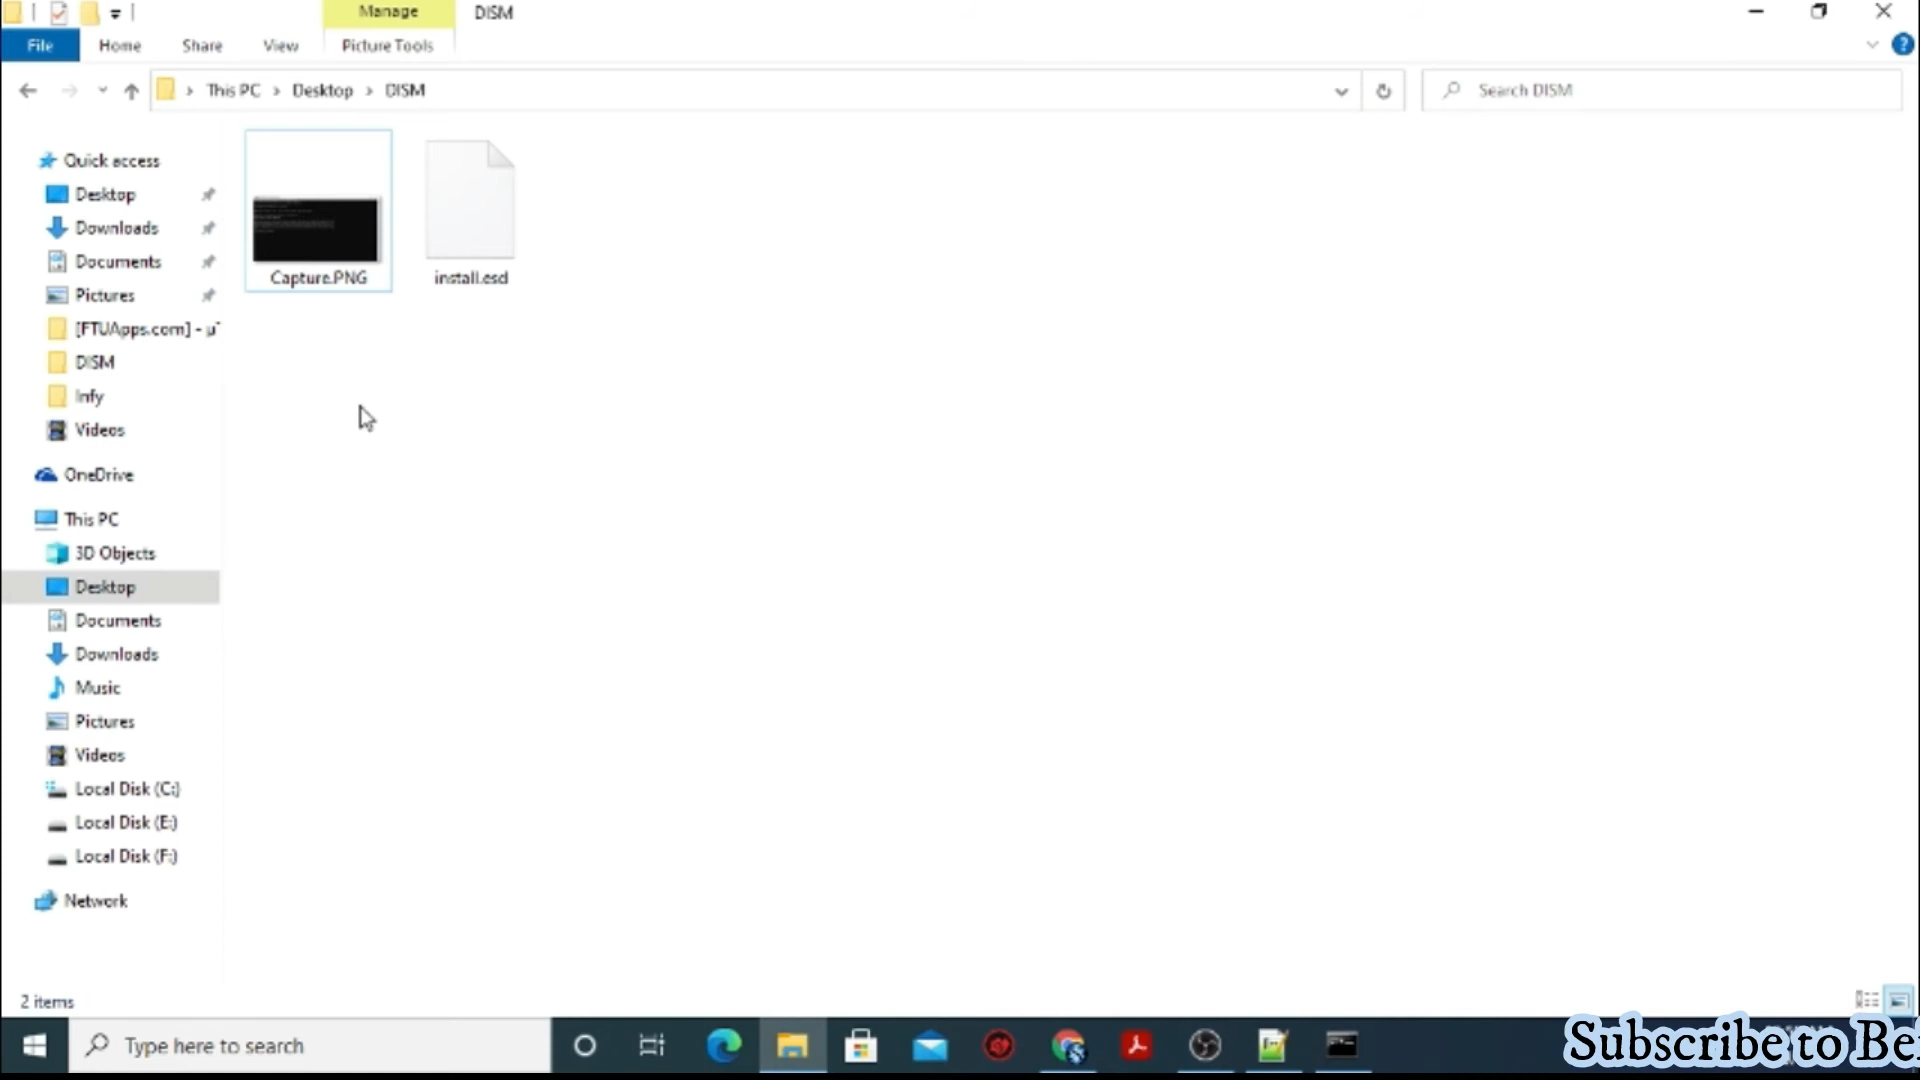 Manage
DISM
File
Home
Share
View
Picture Tools
This PC
Desktop
DISM
Search DISM
Quick access
Desktop
Downloads
Documents
Pictures
[FTUApps.com] - µ
DISM
Infy
Videos
OneDrive
This PC
3D Objects
Desktop
Documents
Downloads
Music
Pictures
Videos
Local Disk (C:)
Local Disk (E:)
Local Disk (F:)
Network
Capture.PNG
install.esd
2 items
Type here to search
Subscribe to Be